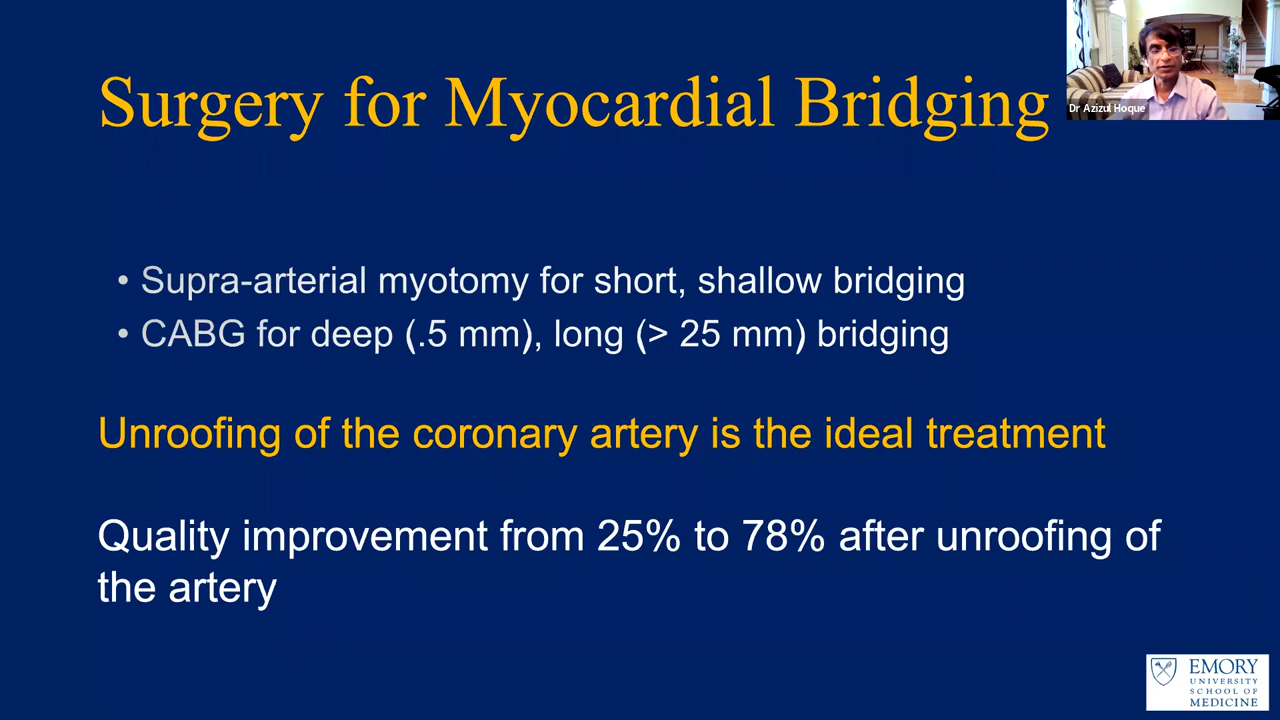 Surgery for Myocardial Bridging
Dr Azizul Hoque
• Supra-arterial myotomy for short, shallow bridging
• CABG for deep (.5 mm), long (> 25 mm) bridging
Unroofing of the coronary artery is the ideal treatment
Quality improvement from 25% to 78% after unroofing of
the artery
EMORY
UNIVERSITY
SCHOOL OF
MEDICINE